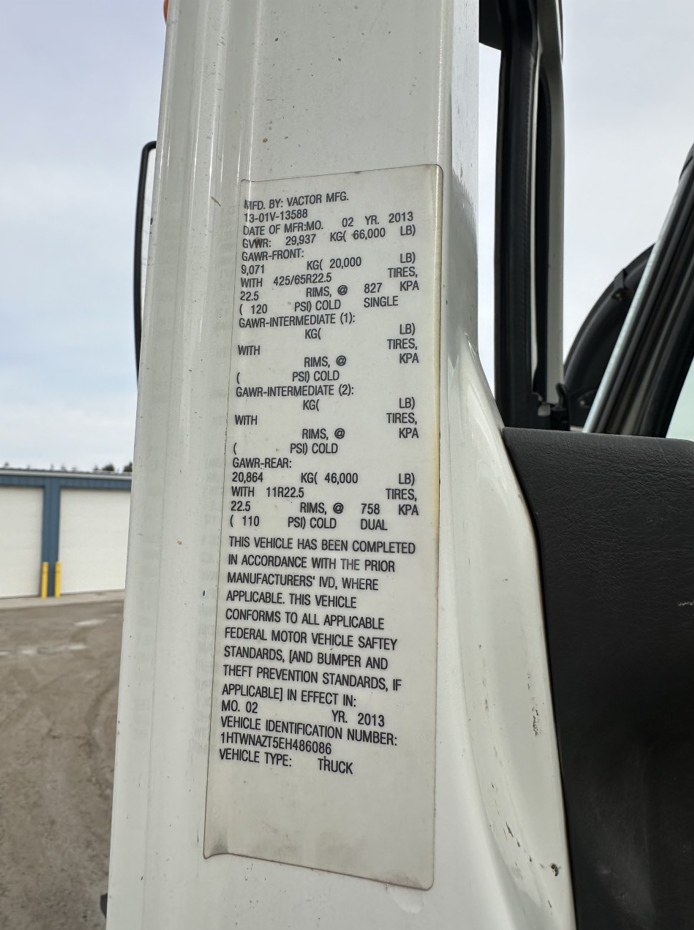 MFD. BY: VACTOR MFG.
13-01V-13588
DATE OF MFR:MO. 02 YR. 2013
GVWR: 29,937 KG( 66,000 LB)
GAWR-FRONT:
9,071 KG( 20,000 LB)
WITH 425/65R22.5 TIRES,
22.5 RIMS, @ 827 KPA
( 120 PSI) COLD SINGLE
GAWR-INTERMEDIATE (1):
KG( LB)
WITH TIRES,
RIMS, @ KPA
( PSI) COLD
GAWR-INTERMEDIATE (2):
KG( LB)
WITH TIRES,
RIMS, @ KPA
( PSI) COLD
GAWR-REAR:
20,864 KG( 46,000 LB)
WITH 11R22.5 TIRES,
22.5 RIMS, @ 758 KPA
( 110 PSI) COLD DUAL
THIS VEHICLE HAS BEEN COMPLETED
IN ACCORDANCE WITH THE PRIOR
MANUFACTURERS' IVD, WHERE
APPLICABLE. THIS VEHICLE
CONFORMS TO ALL APPLICABLE
FEDERAL MOTOR VEHICLE SAFTEY
STANDARDS, [AND BUMPER AND
THEFT PREVENTION STANDARDS, IF
APPLICABLE] IN EFFECT IN:
MO. 02 YR. 2013
VEHICLE IDENTIFICATION NUMBER:
1HTWNAZT5EH486086
VEHICLE TYPE: TRUCK